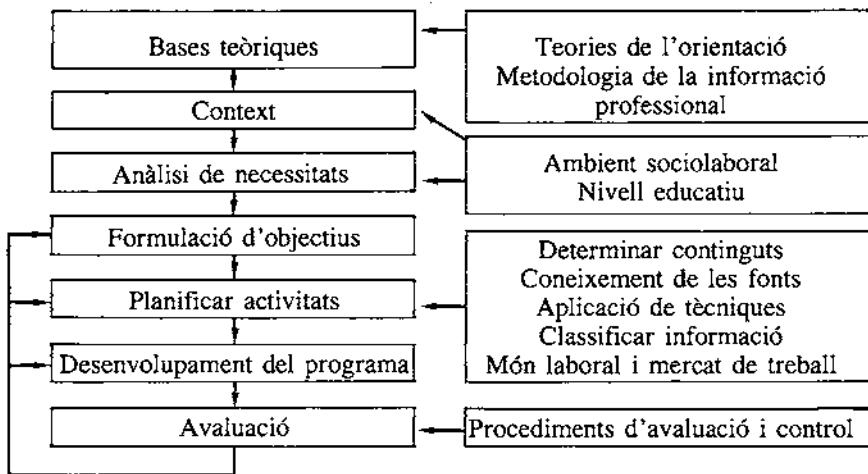 Bases teòriques
Teories de l'orientació
Metodologia de la informació
professional
Context
Anàlisi de necessitats
Ambient sociolaboral
Nivell educatiu
Formulació d'objectius
Planificar activitats
Desenvolupament del programa
Determinar continguts
Coneixement de les fonts
Aplicació de tècniques
Classificar informació
Món laboral i mercat de treball
Avaluació
Procediments d'avaluació i control